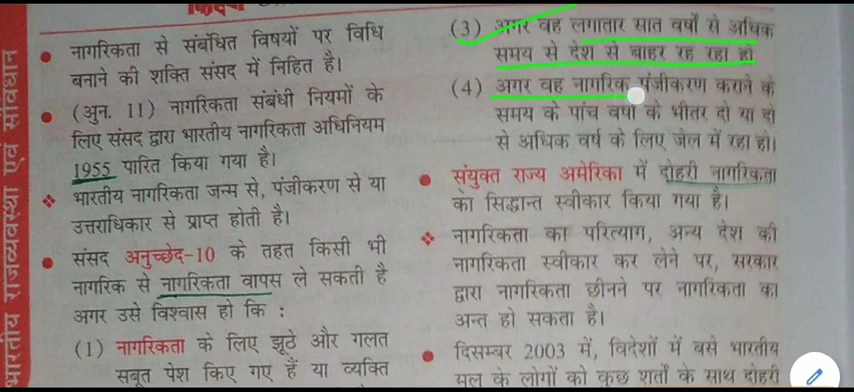 नागरिकता से संबंधित विषयों पर विधि
बनाने की शक्ति संसद में निहित है।
(अुन. 11) नागरिकता संबंधी नियमों के
लिए संसद द्वारा भारतीय नागरिकता अधिनियम
1955 पारित किया गया है।
भारतीय नागरिकता जन्म से, पंजीकरण से या
उत्तराधिकार से प्राप्त होती है।
संसद अनुच्छेद-10 के तहत किसी भी
नागरिक से नागरिकता वापस ले सकती है
अगर उसे विश्वास हो कि :
(1) नागरिकता के लिए झूठे और गलत
सबूत पेश किए गए हैं या व्यक्ति
(3) अगर वह लगातार सात वर्षों से अधिक
समय से देश से बाहर रह रहा हो
(4) अगर वह नागरिक पंजीकरण कराने के
समय के पांच वर्षों के भीतर दो या दो
से अधिक वर्ष के लिए जेल में रहा हो।
संयुक्त राज्य अमेरिका में दोहरी नागरिकता
का सिद्धान्त स्वीकार किया गया है।
नागरिकता का परित्याग, अन्य देश की
नागरिकता स्वीकार कर लेने पर, सरकार
द्वारा नागरिकता छीनने पर नागरिकता का
अन्त हो सकता है।
दिसम्बर 2003 में, विदेशों में बसे भारतीय
मूल के लोगों को कुछ शर्तों के साथ दोहरी
भारतीय राजव्यवस्था एवं संविधान